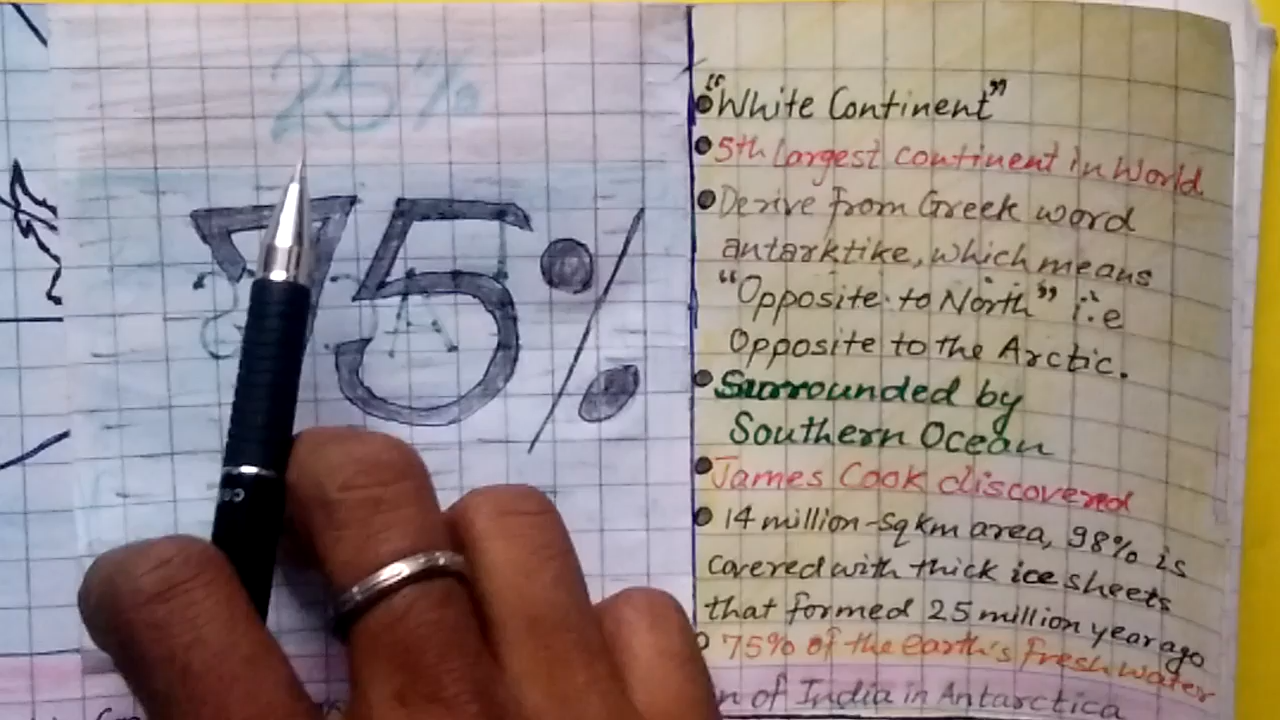 25%
75%
"White Continent"
5th Largest continent in World
Derive from Greek word
antarktike, which means
"Opposite to North" i.e
Opposite to the Arctic.
Surrounded by
Southern Ocean
James Cook discovered
14 million-sq km area, 98% is
covered with thick ice sheets
that formed 25 million year ago
75% of the earth's fresh water
n of India in Antarctica